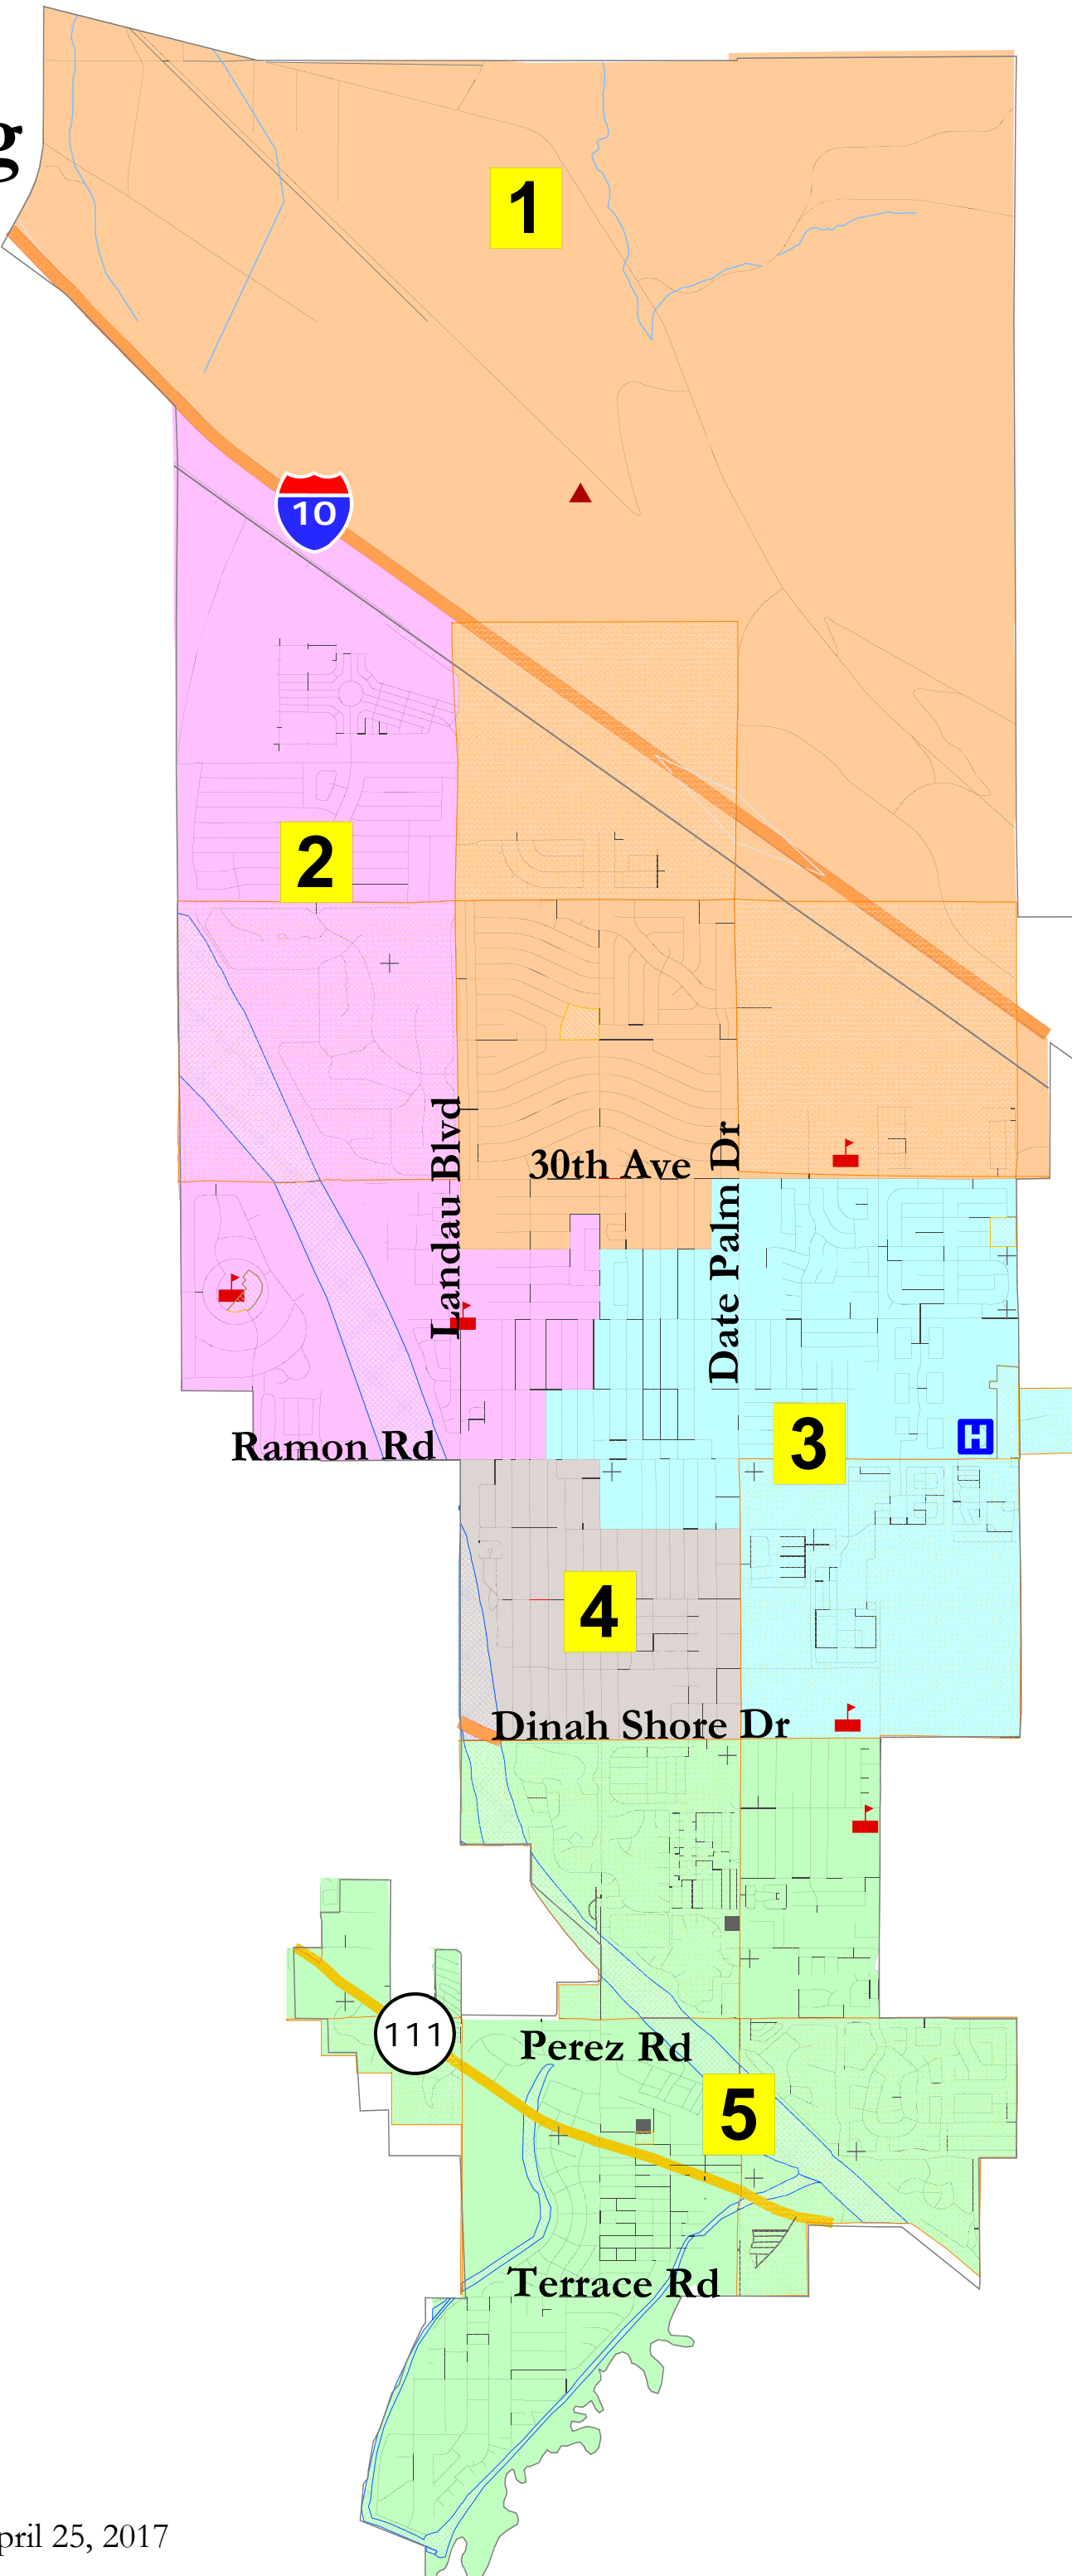 g
1
10
2
Landau Blvd
30th Ave
Date Palm Dr
Ramon Rd
3
H
4
Dinah Shore Dr
111
Perez Rd
5
Terrace Rd
pril 25, 2017